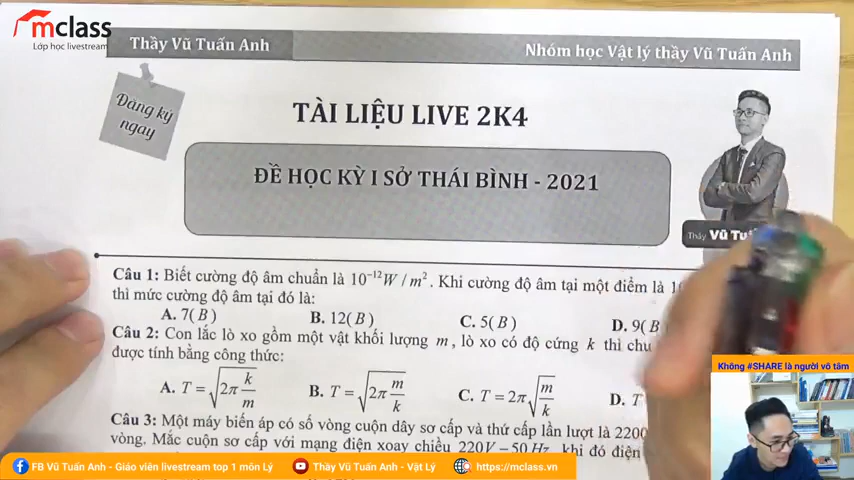 mclass
Lớp học livestream
Thầy Vũ Tuấn Anh
Nhóm học Vật lý thầy Vũ Tuấn Anh
Đăng ký
ngay
TÀI LIỆU LIVE 2K4
ĐỀ HỌC KỲ I SỞ THÁI BÌNH - 2021
Thầy Vũ
Câu 1: Biết cường độ âm chuẩn là 10⁻¹²W / m². Khi cường độ âm tại một điểm là
thì mức cường độ âm tại đó là:
A. 7(B) B. 12(B) C. 5(B) D. 9(B
Câu 2: Con lắc lò xo gồm một vật khối lượng m, lò xo có độ cứng k thì chu
được tính bằng công thức:
A. T = √(2π k/m) B. T = √(2π m/k) C. T = 2π√(m/k) D. T
Câu 3: Một máy biến áp có số vòng cuộn dây sơ cấp và thứ cấp lần lượt là 2200
vòng. Mắc cuộn sơ cấp với mạng điện xoay chiều 220V – 50Hz, khi đó điện
Không #SHARE là người vô tâm
FB Vũ Tuấn Anh - Giáo viên livestream top 1 môn Lý
Thầy Vũ Tuấn Anh - Vật Lý
https://mclass.vn